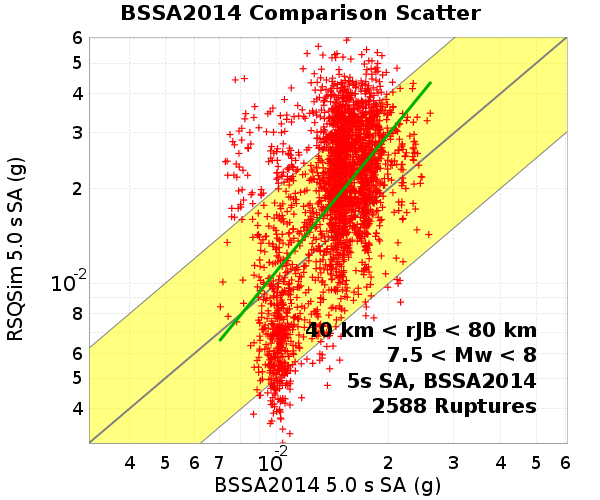 BSSA2014 Comparison Scatter
6
5
4
3
2
10-2
8
6
5
4
RSQSim 5.0 s SA (g)
40 km < rJB < 80 km
7.5 < Mw < 8
5s SA, BSSA2014
2588 Ruptures
4 5 6 7 10-2 2 3 4 5 6
BSSA2014 5.0 s SA (g)